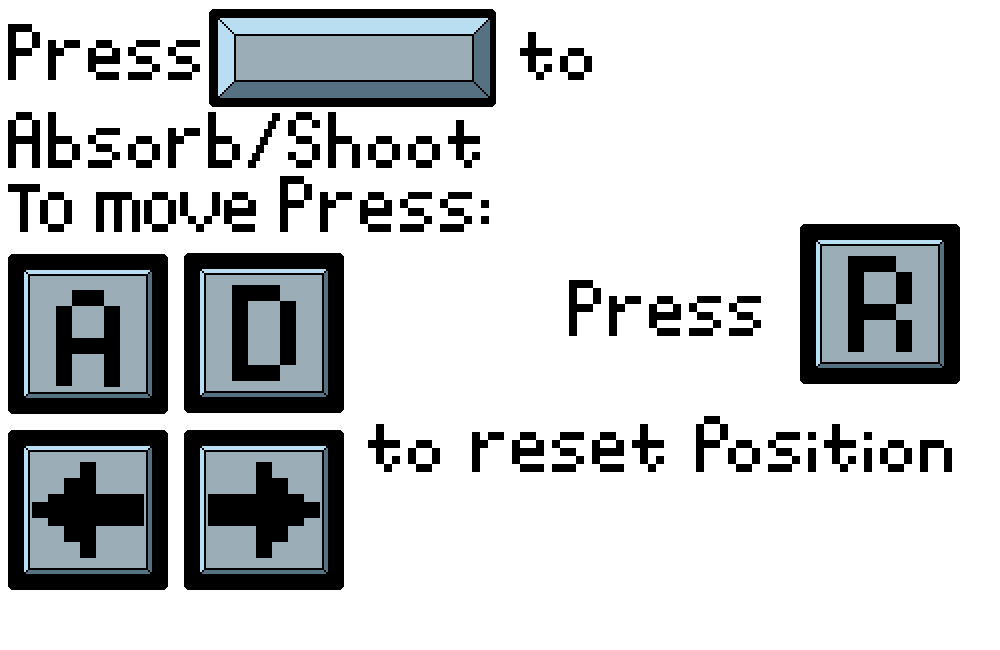 Press to
Absorb/Shoot
To move Press:
A D
Press R
to reset Position